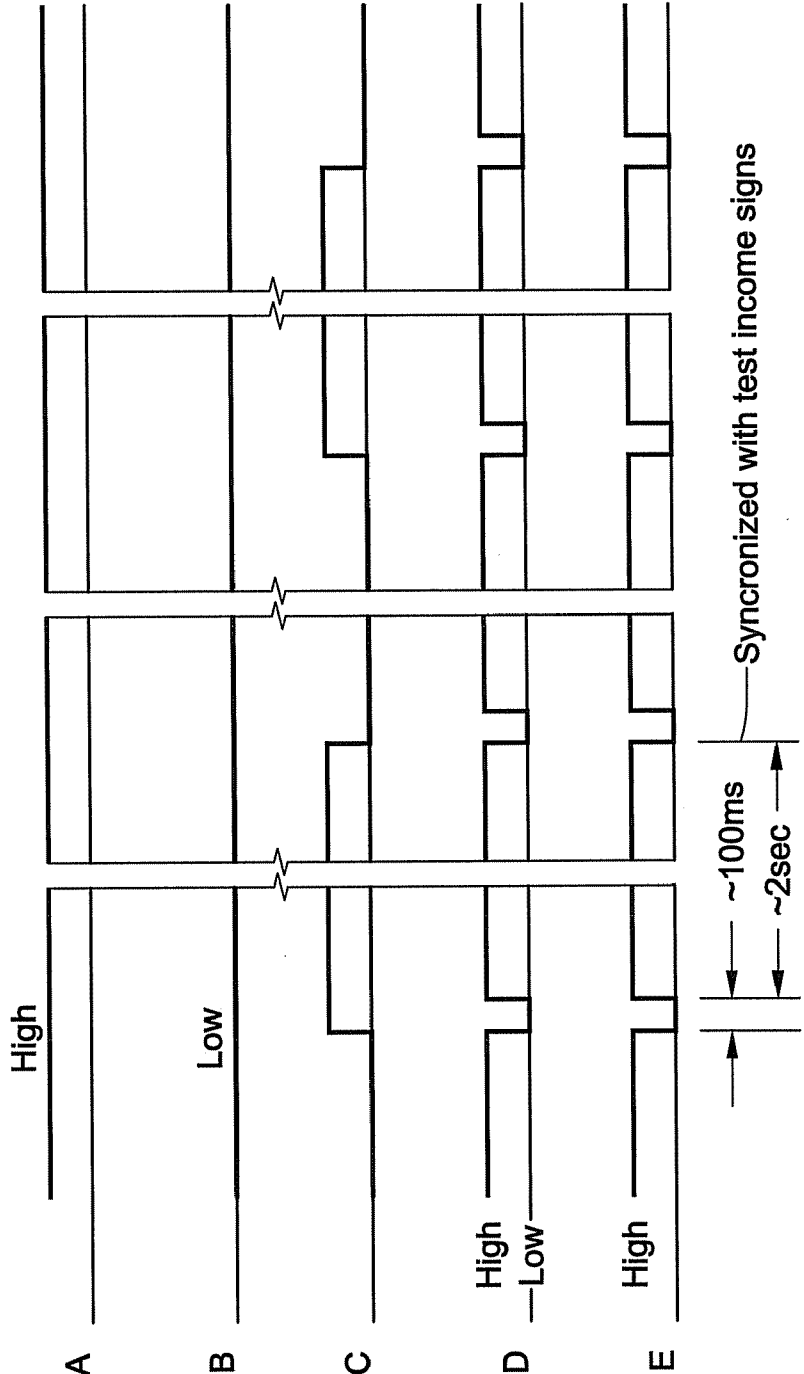 High
A
Low
B
C
High
Low
D
High
E
~100ms
~2sec
Syncronized with test income signs